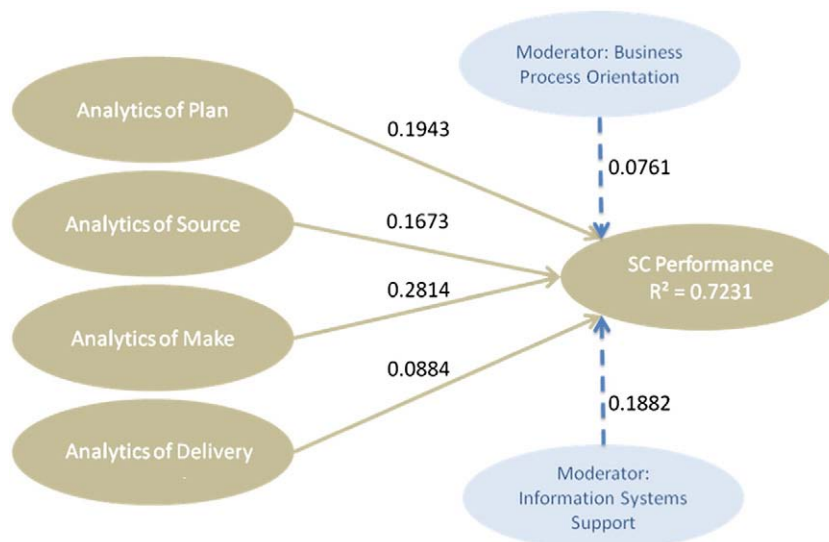 Moderator: Business
Process Orientation
Analytics of Plan
0.1943
0.0761
Analytics of Source
0.1673
SC Performance
R² = 0.7231
0.2814
Analytics of Make
0.0884
0.1882
Analytics of Delivery
Moderator:
Information Systems
Support